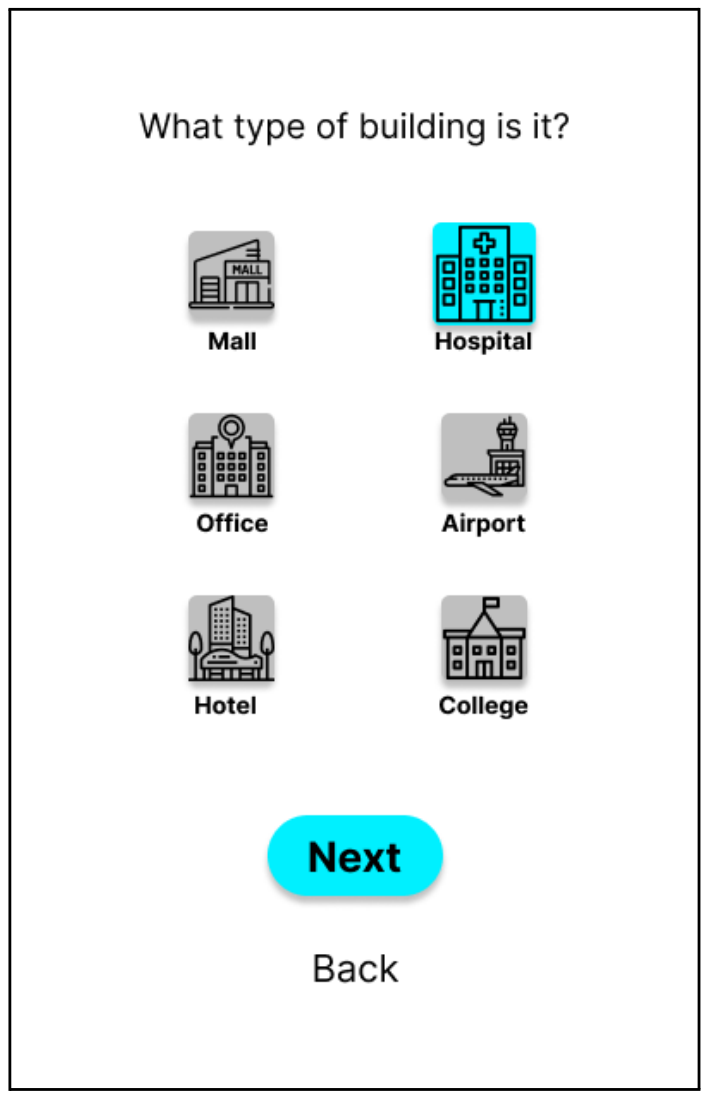 What type of building is it?
MALL
Mall
Hospital
Office
Airport
Hotel
College
Next
Back